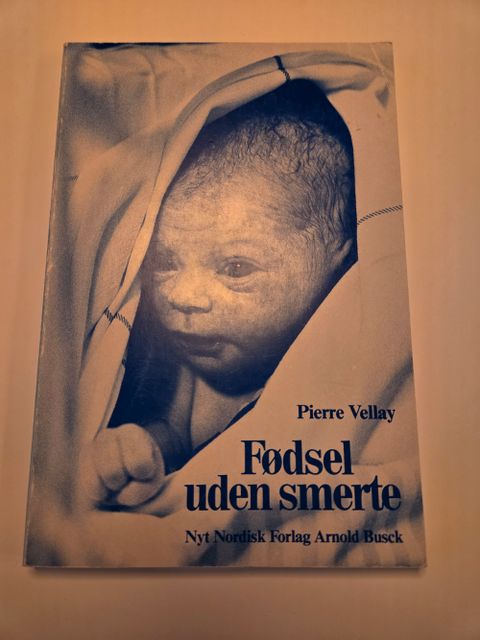 Pierre Vellay
Fødsel
uden smerte
Nyt Nordisk Forlag Arnold Busck